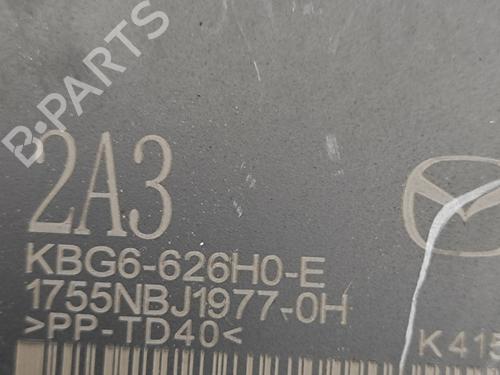 B-PARTS
2A3
KBG6-626H0-E
1755NBJ1977-0H
>PP-TD40<
K415